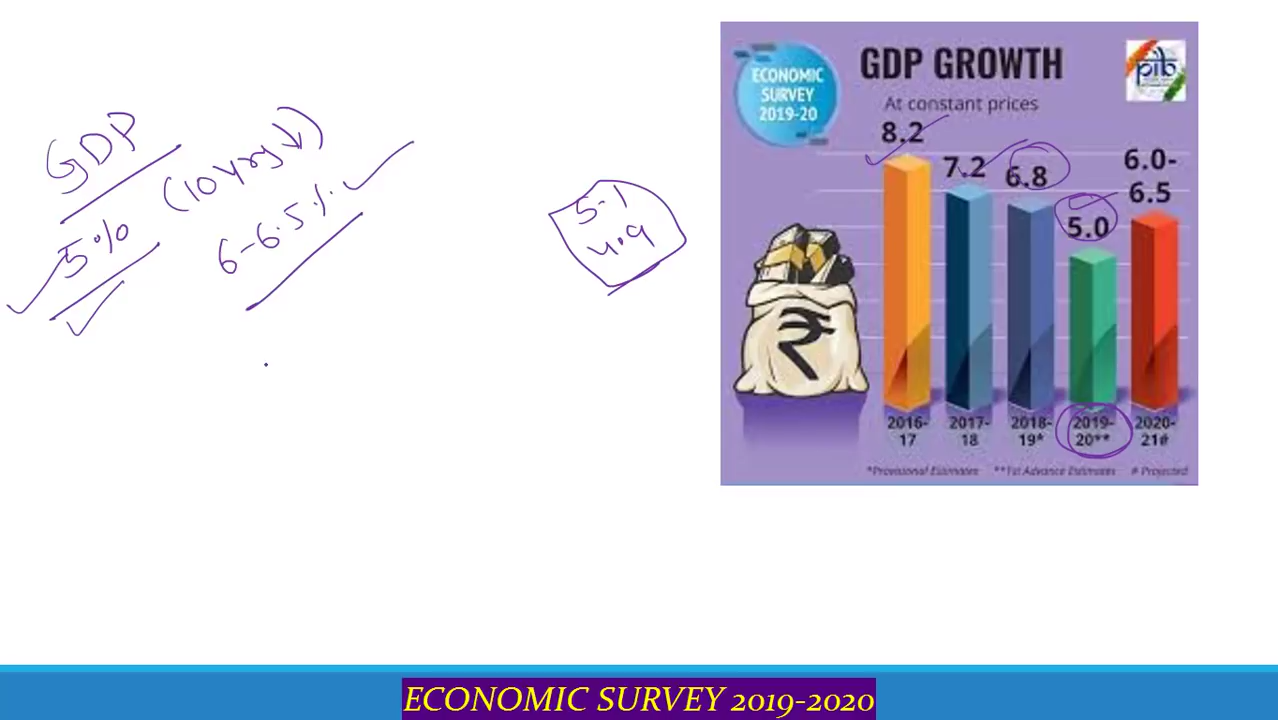 GDP
5%
(10 yrs ↓)
6-6.5%
5.1
4.9
ECONOMIC
SURVEY
2019-20
GDP GROWTH
pib
At constant prices
8.2
7.2
6.8
5.0
6.0-
6.5
2016-
17
2017-
18
2018-
19*
2019-
20**
2020-
21#
*Provisional Estimates **1st Advance Estimates # Projected
ECONOMIC SURVEY 2019-2020